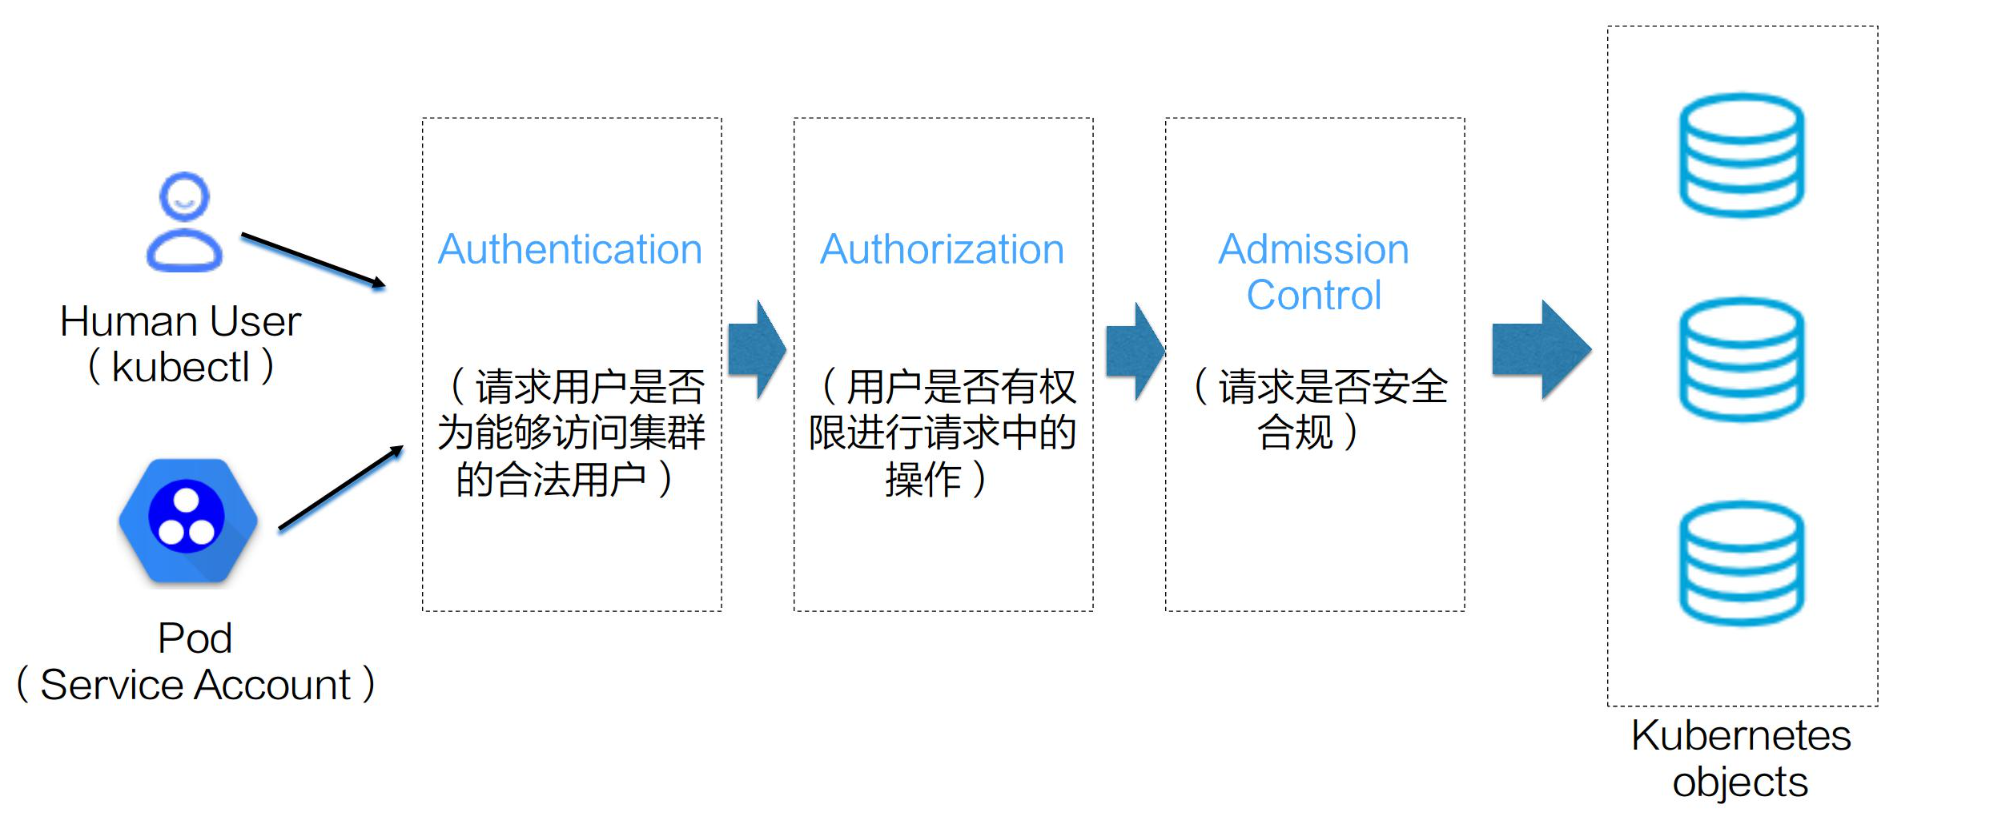 Human User
（kubectl）
Pod
（Service Account）
Authentication
（请求用户是否
为能够访问集群
的合法用户）
Authorization
（用户是否有权
限进行请求中的
操作）
Admission
Control
（请求是否安全
合规）
Kubernetes
objects